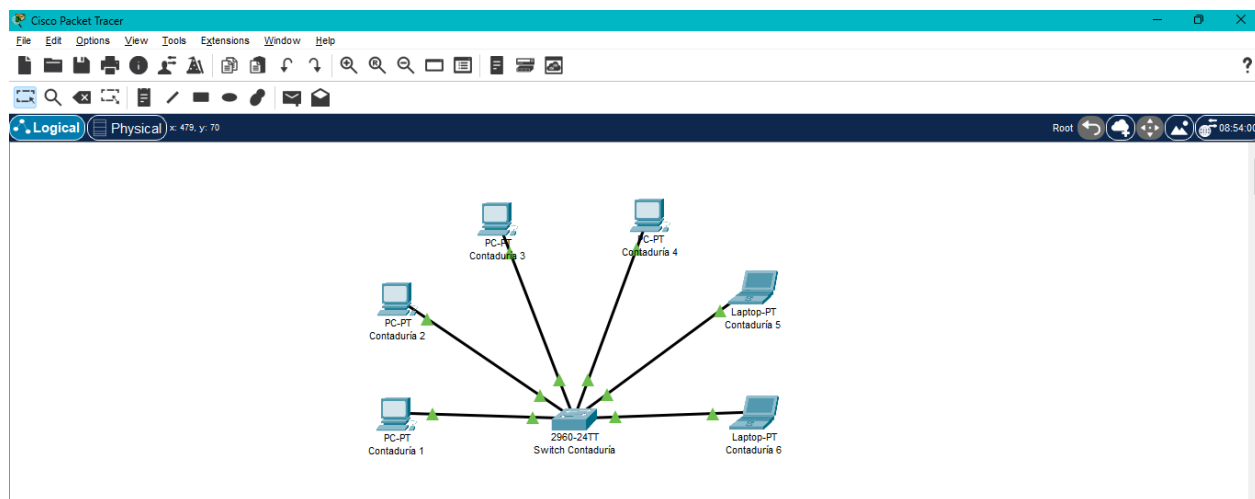 Cisco Packet Tracer
File Edit Options View Tools Extensions Window Help
?
Logical Physical x: 479, y: 70 Root 08:54:00
PC-PT
Contaduría 3
PC-PT
Contaduría 4
PC-PT
Contaduría 2
Laptop-PT
Contaduría 5
PC-PT
Contaduría 1
2960-24TT
Switch Contaduría
Laptop-PT
Contaduría 6